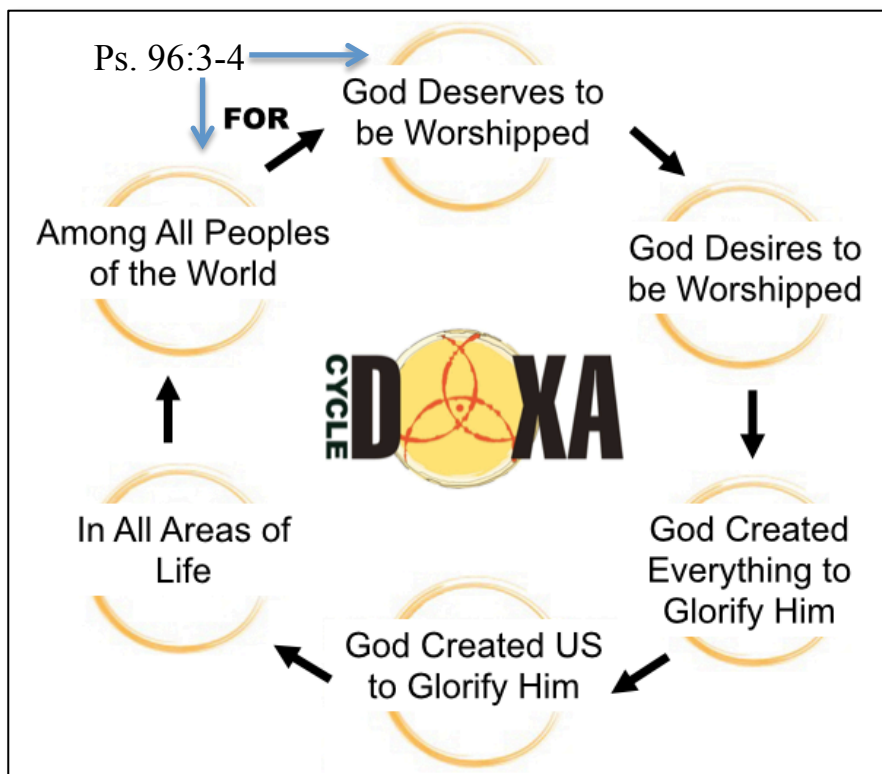 Ps. 96:3-4
FOR
God Deserves to
be Worshipped
God Desires to
be Worshipped
God Created
Everything to
Glorify Him
God Created US
to Glorify Him
In All Areas of
Life
Among All Peoples
of the World
CYCLE
DOXA